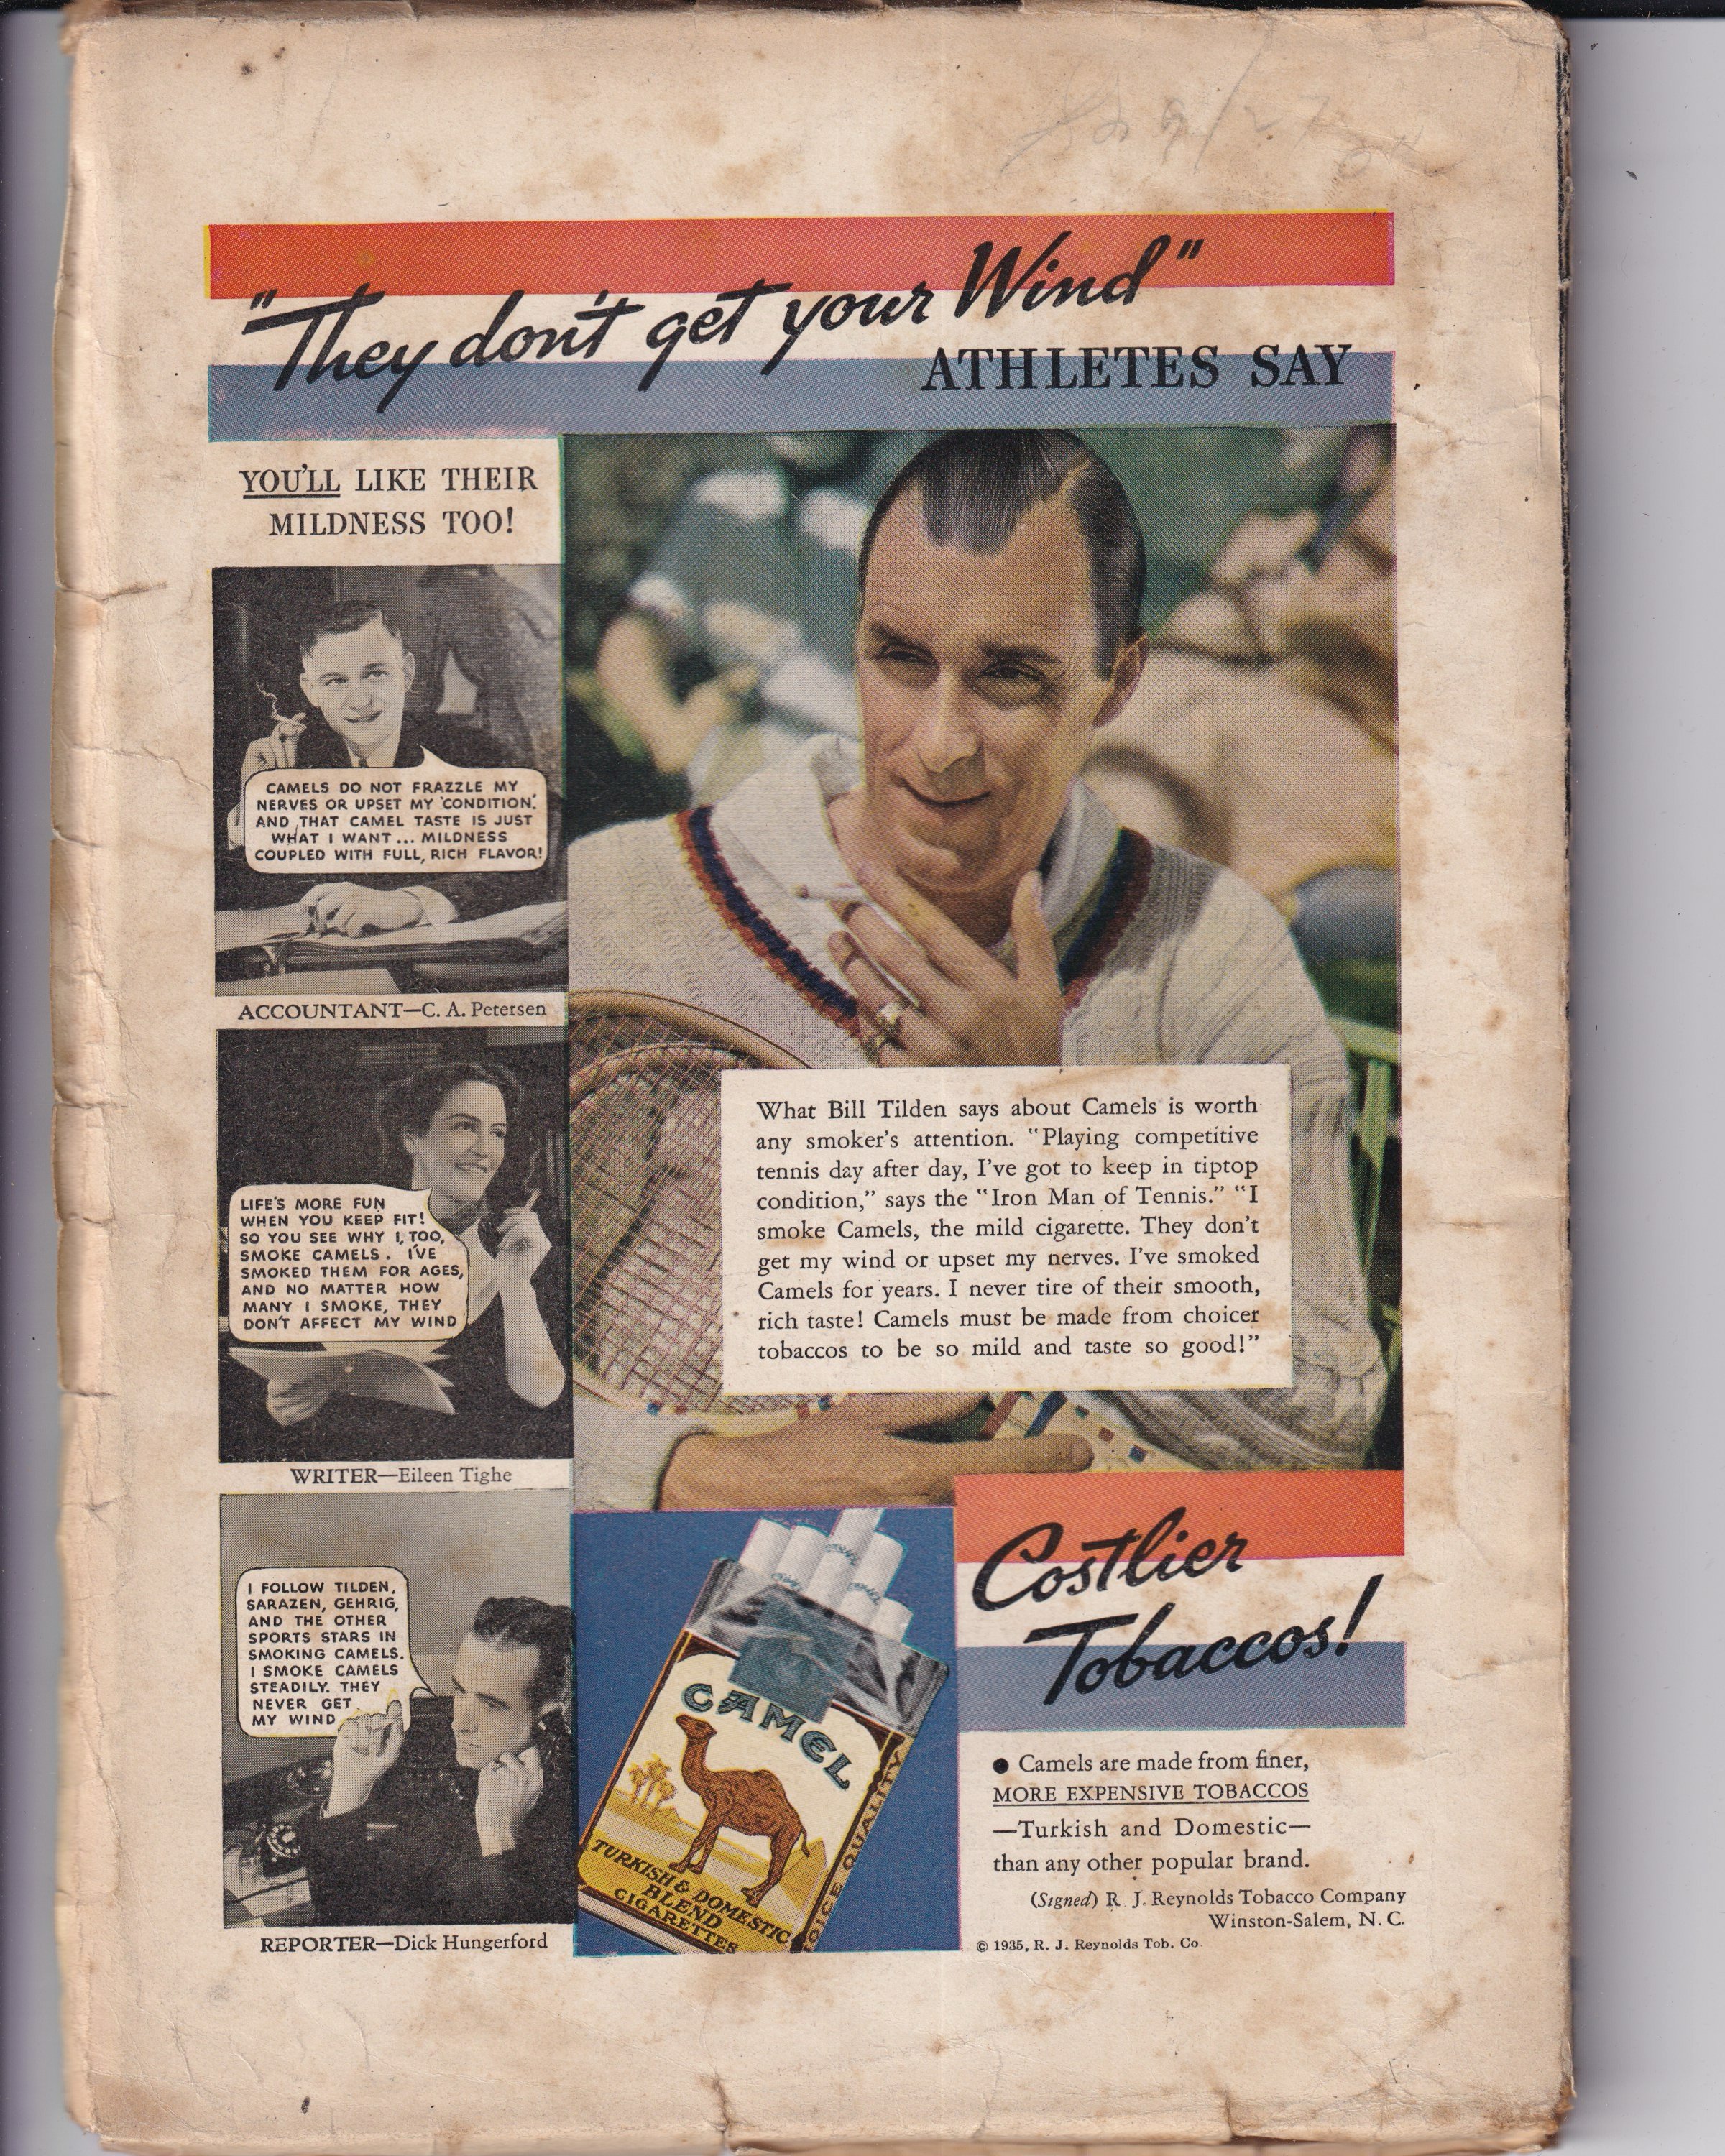 "They don't get your Wind"
ATHLETES SAY
YOU'LL LIKE THEIR
MILDNESS TOO!
CAMELS DO NOT FRAZZLE MY
NERVES OR UPSET MY 'CONDITION.'
AND THAT CAMEL TASTE IS JUST
WHAT I WANT... MILDNESS
COUPLED WITH FULL, RICH FLAVOR!
ACCOUNTANT—C. A. Petersen
LIFE'S MORE FUN
WHEN YOU KEEP FIT!
SO YOU SEE WHY I, TOO,
SMOKE CAMELS. I'VE
SMOKED THEM FOR AGES,
AND NO MATTER HOW
MANY I SMOKE, THEY
DON'T AFFECT MY WIND
WRITER—Eileen Tighe
I FOLLOW TILDEN,
SARAZEN, GEHRIG,
AND THE OTHER
SPORTS STARS IN
SMOKING CAMELS.
I SMOKE CAMELS
STEADILY. THEY
NEVER GET
MY WIND
REPORTER—Dick Hungerford
What Bill Tilden says about Camels is worth
any smoker's attention. "Playing competitive
tennis day after day, I've got to keep in tiptop
condition," says the "Iron Man of Tennis." "I
smoke Camels, the mild cigarette. They don't
get my wind or upset my nerves. I've smoked
Camels for years. I never tire of their smooth,
rich taste! Camels must be made from choicer
tobaccos to be so mild and taste so good!"
CAMEL
TURKISH & DOMESTIC
BLEND
CIGARETTES
QUALITY
Costlier
Tobaccos!
● Camels are made from finer,
MORE EXPENSIVE TOBACCOS
—Turkish and Domestic—
than any other popular brand.
(Signed) R. J. Reynolds Tobacco Company
Winston-Salem, N. C.
© 1935, R. J. Reynolds Tob. Co.